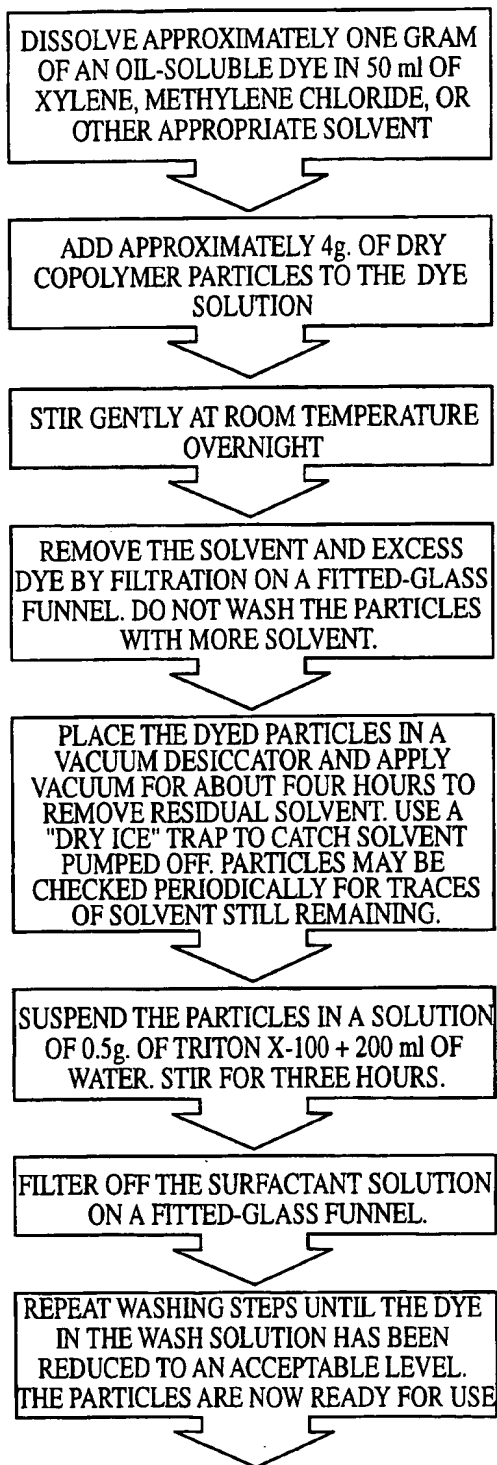 DISSOLVE APPROXIMATELY ONE GRAM
OF AN OIL-SOLUBLE DYE IN 50 ml OF
XYLENE, METHYLENE CHLORIDE, OR
OTHER APPROPRIATE SOLVENT
ADD APPROXIMATELY 4g. OF DRY
COPOLYMER PARTICLES TO THE DYE
SOLUTION
STIR GENTLY AT ROOM TEMPERATURE
OVERNIGHT
REMOVE THE SOLVENT AND EXCESS
DYE BY FILTRATION ON A FITTED-GLASS
FUNNEL. DO NOT WASH THE PARTICLES
WITH MORE SOLVENT.
PLACE THE DYED PARTICLES IN A
VACUUM DESICCATOR AND APPLY
VACUUM FOR ABOUT FOUR HOURS TO
REMOVE RESIDUAL SOLVENT. USE A
"DRY ICE" TRAP TO CATCH SOLVENT
PUMPED OFF. PARTICLES MAY BE
CHECKED PERIODICALLY FOR TRACES
OF SOLVENT STILL REMAINING.
SUSPEND THE PARTICLES IN A SOLUTION
OF 0.5g. OF TRITON X-100 + 200 ml OF
WATER. STIR FOR THREE HOURS.
FILTER OFF THE SURFACTANT SOLUTION
ON A FITTED-GLASS FUNNEL.
REPEAT WASHING STEPS UNTIL THE DYE
IN THE WASH SOLUTION HAS BEEN
REDUCED TO AN ACCEPTABLE LEVEL.
THE PARTICLES ARE NOW READY FOR USE